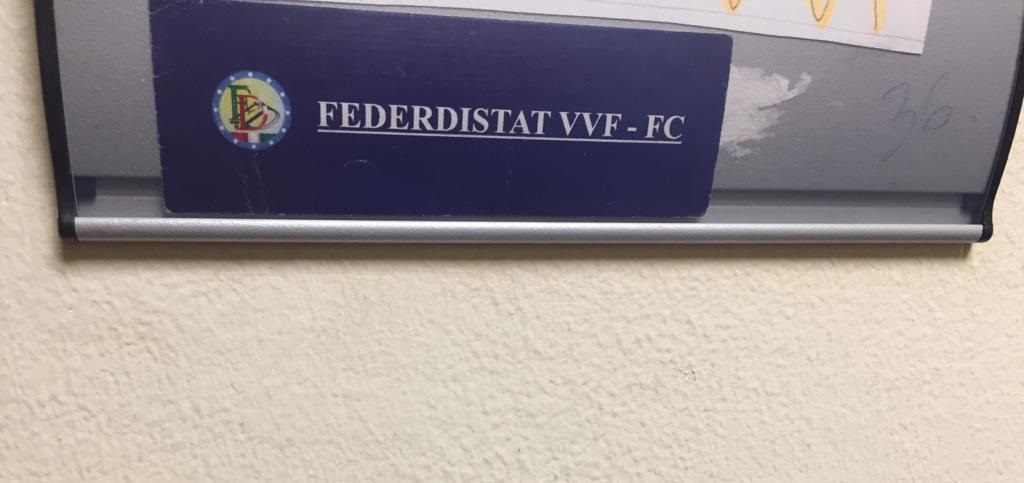 FEDERDISTAT VVF - FC
36